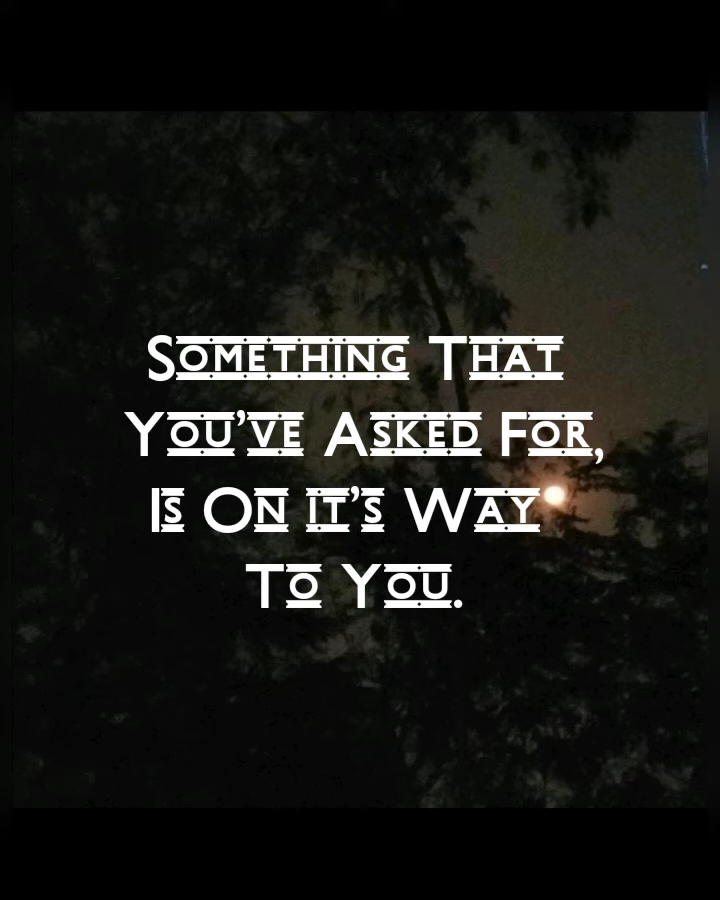 Something That
You've Asked For,
Is On it's Way
To You.